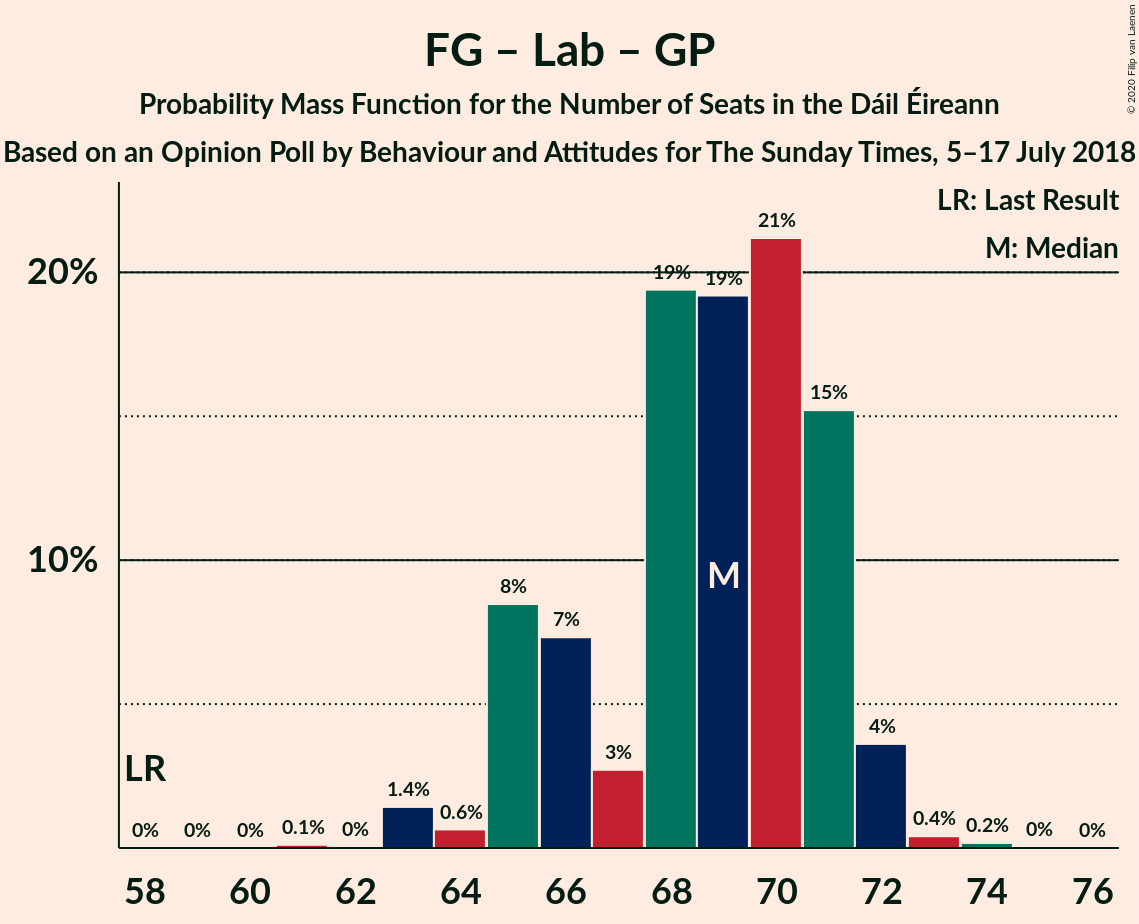 FG – Lab – GP
Probability Mass Function for the Number of Seats in the Dáil Éireann
Based on an Opinion Poll by Behaviour and Attitudes for The Sunday Times, 5–17 July 2018
© 2020 Filip van Laenen
LR: Last Result
M: Median
20%
10%
21%
19%
19%
15%
8%
7%
3%
4%
1.4%
0.6%
0.4%
0.2%
0%
0%
0%
0.1%
0%
0%
0%
LR
M
58 60 62 64 66 68 70 72 74 76